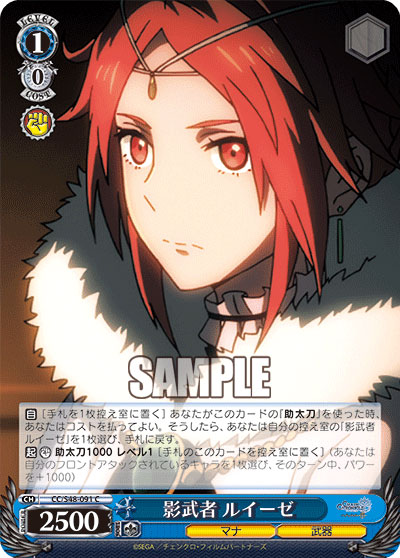 LEVEL
1
0
COST
SAMPLE
自 [手札を1枚控え室に置く] あなたがこのカードの『助太刀』を使った時、
あなたはコストを払ってよい。そうしたら、あなたは自分の控え室の「影武者
ルイーゼ」を1枚選び、手札に戻す。
起 助太刀1000 レベル1 [手札のこのカードを控え室に置く] (あなたは
自分のフロントアタックされているキャラを1枚選び、そのターン中、パワー
を+1000)
GH CC/S48-091 C
2500
影武者 ルイーゼ
マナ 武器
©SEGA/チェンクロ・フィルムパートナーズ